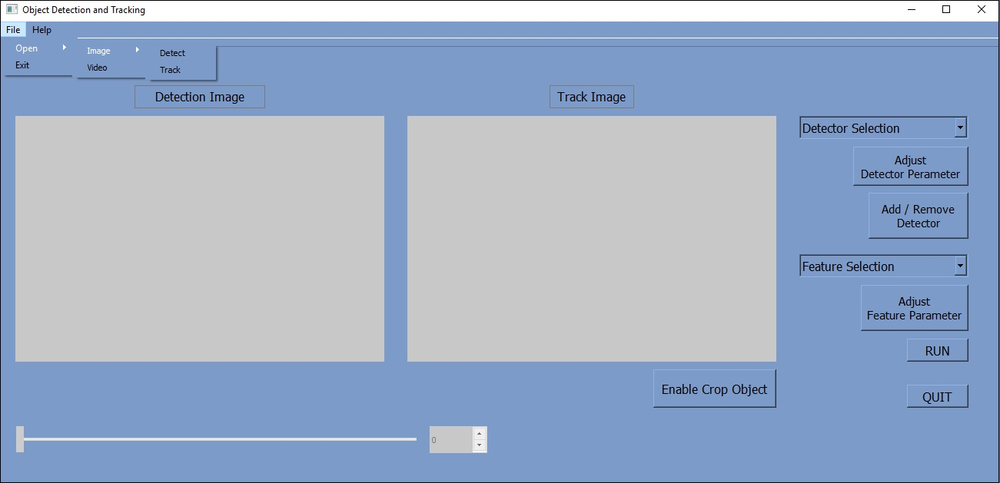 Object Detection and Tracking
File Help
Open
Exit
Image
Video
Detect
Track
Detection Image
Track Image
Detector Selection
Adjust
Detector Perameter
Add / Remove
Detector
Feature Selection
Adjust
Feature Parameter
RUN
Enable Crop Object
QUIT
0